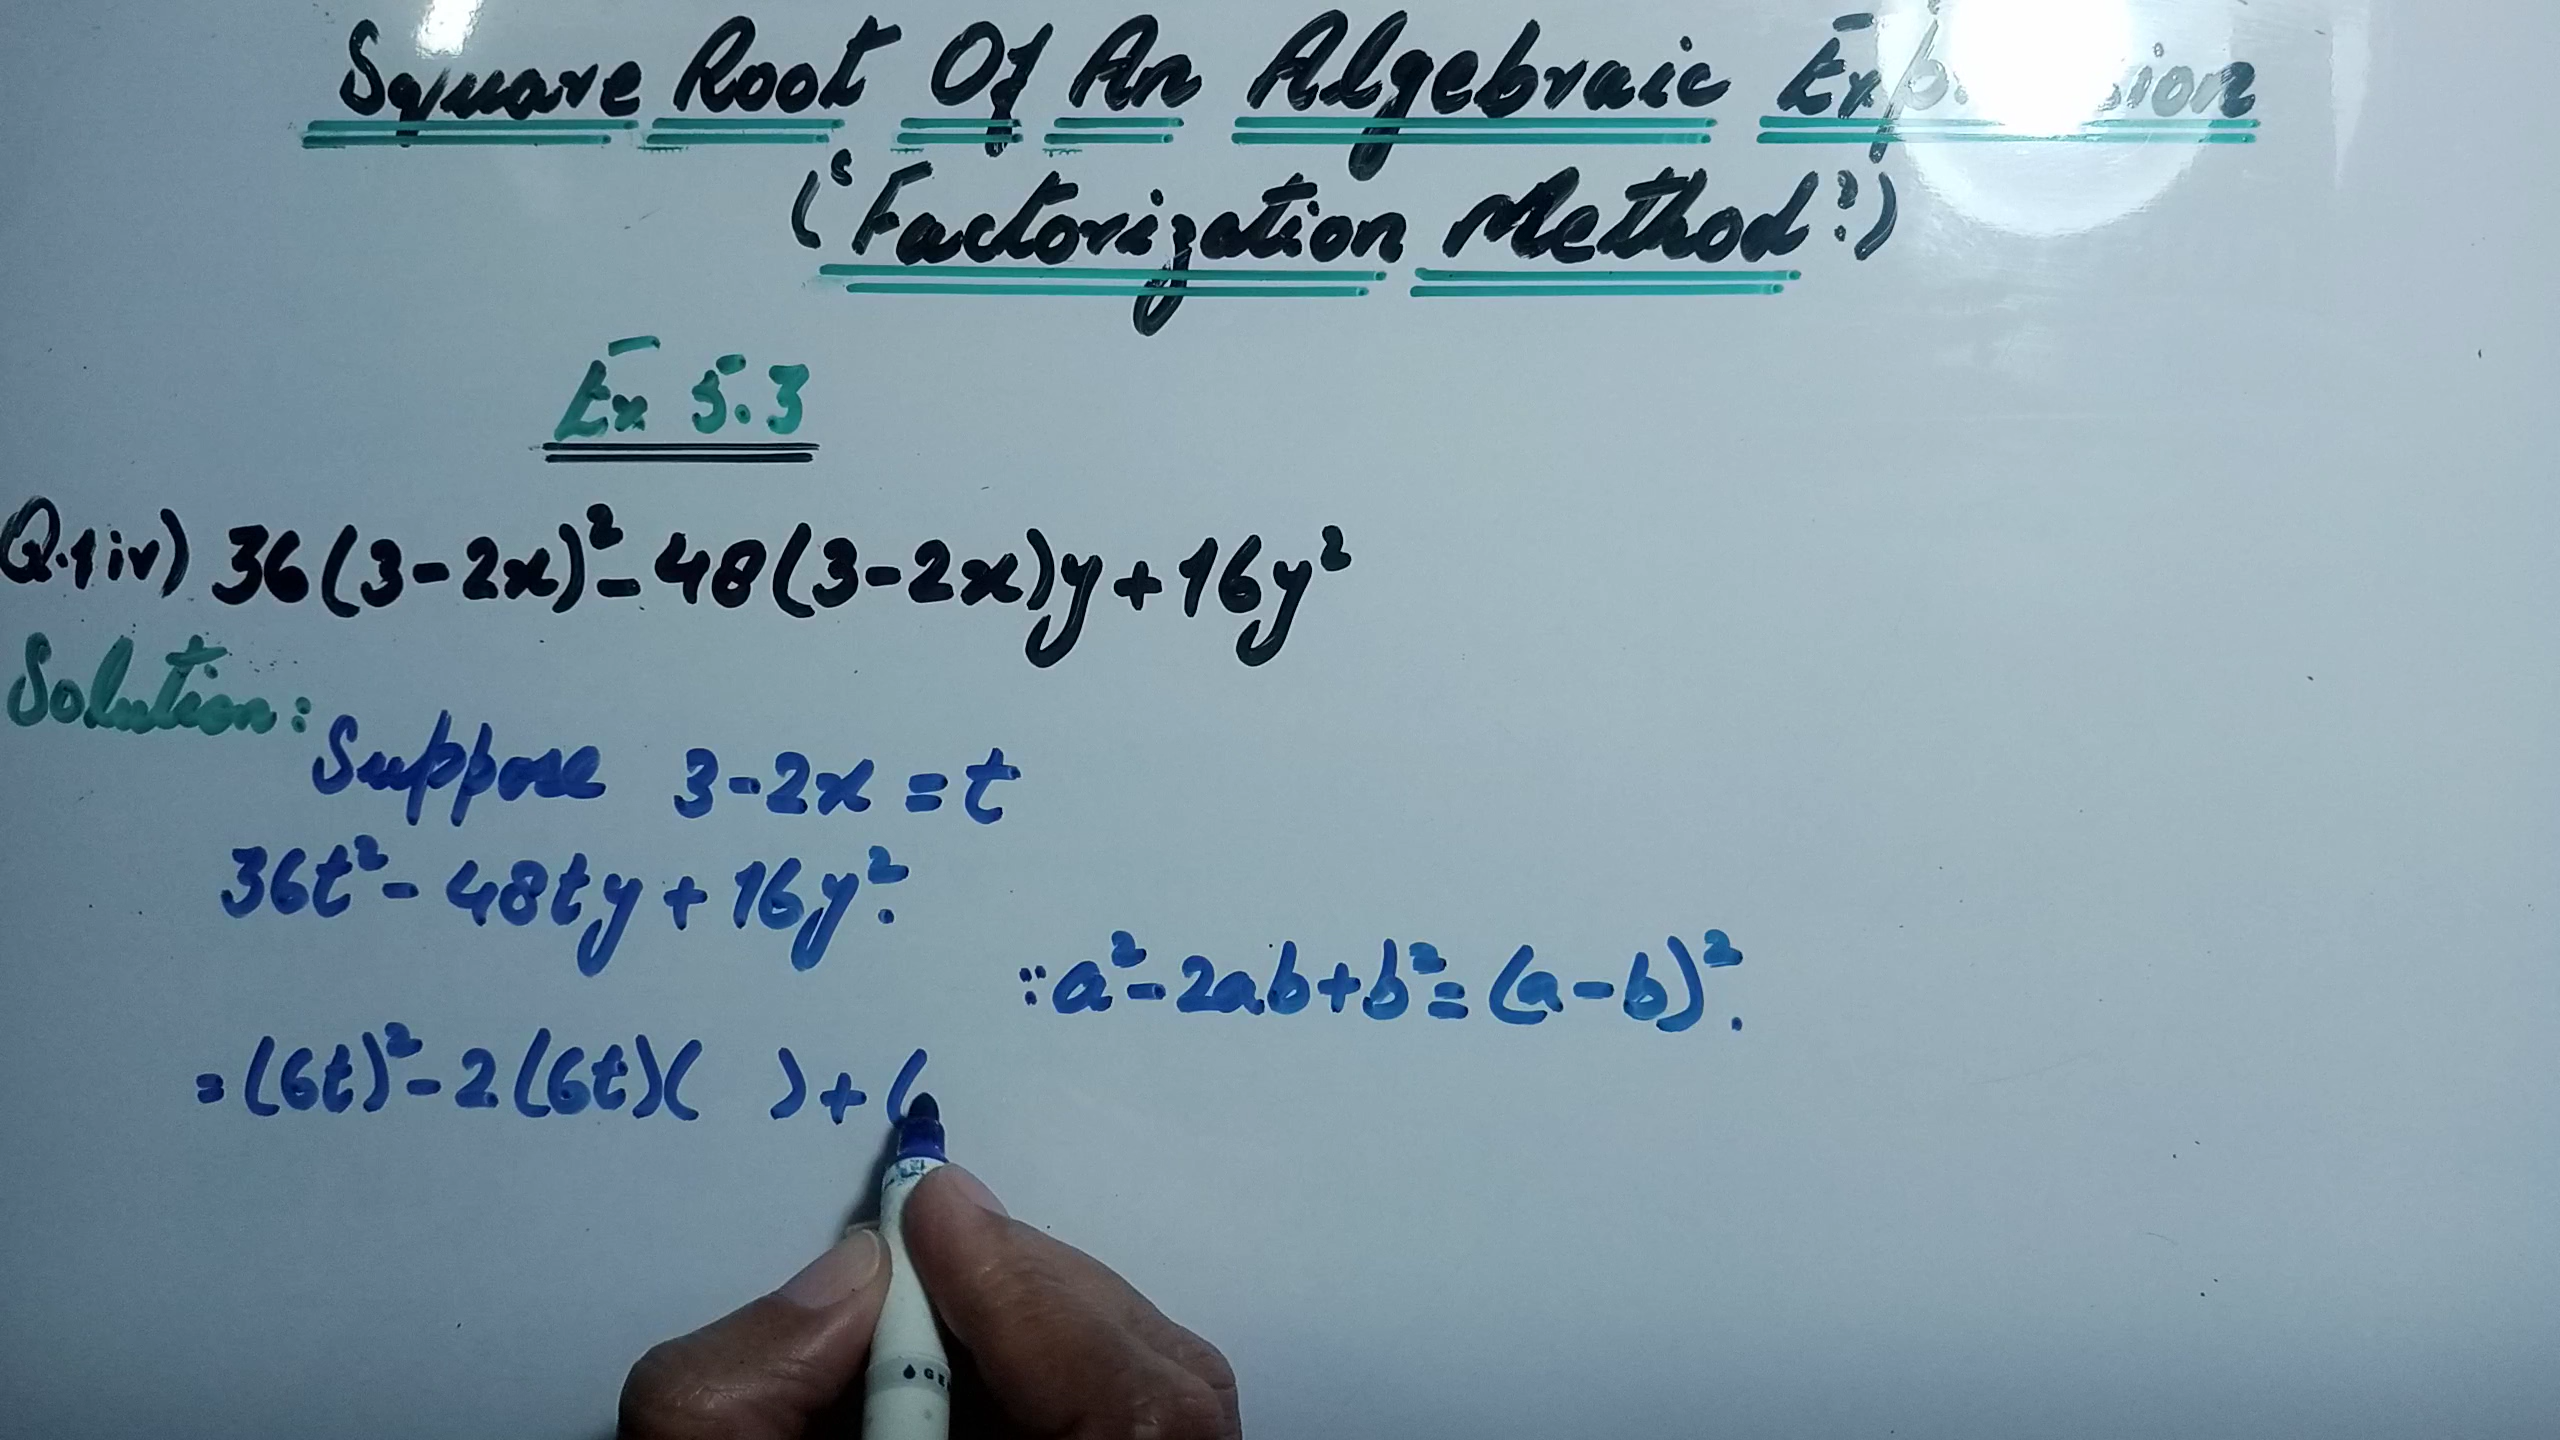 Square Root Of An Algebraic
("Factorization Method")
Ex 5.3
Q.1 iv) 36(3-2x)²-48(3-2x)y+16y²
Solution:
Suppose 3-2x=t
36t²-48ty+16y².
∵a²-2ab+b²=(a-b)².
=(6t)²-2(6t)( )+(